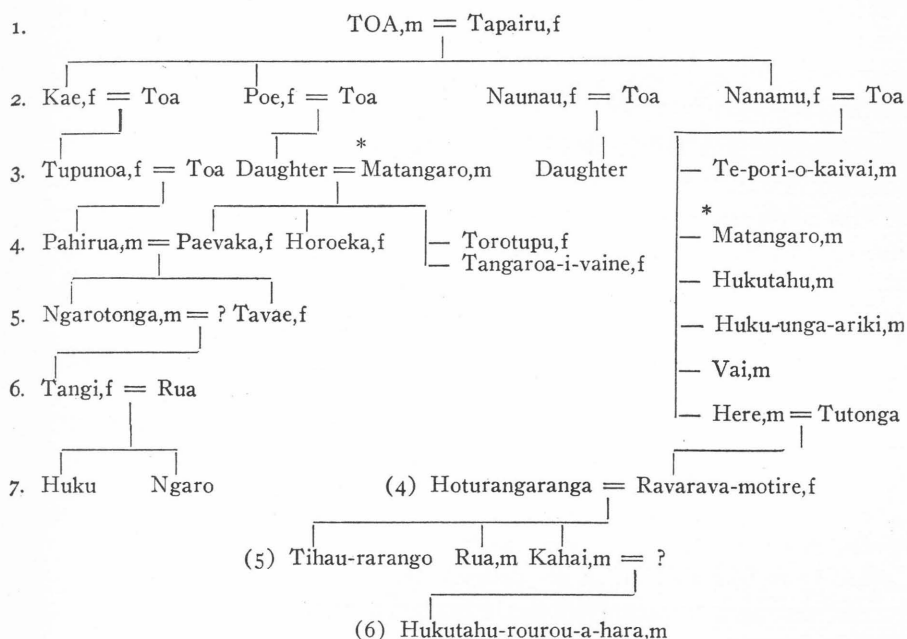 1. TOA,m = Tapairu,f
2. Kae,f = Toa Poe,f = Toa Naunau,f = Toa Nanamu,f = Toa
*
3. Tupunoa,f = Toa Daughter = Matangaro,m Daughter Te-pori-o-kaivai,m
*
4. Pahirua,m = Paevaka,f Horoeka,f — Torotupu,f — Matangaro,m
— Tangaroa-i-vaine,f
— Hukutahu,m
5. Ngarotonga,m = ? Tavae,f — Huku-unga-ariki,m
— Vai,m
6. Tangi,f = Rua — Here,m = Tutonga
7. Huku Ngaro (4) Hoturangaranga = Ravarava-motire,f
(5) Tihau-rarango Rua,m Kahai,m = ?
(6) Hukutahu-rourou-a-hara,m